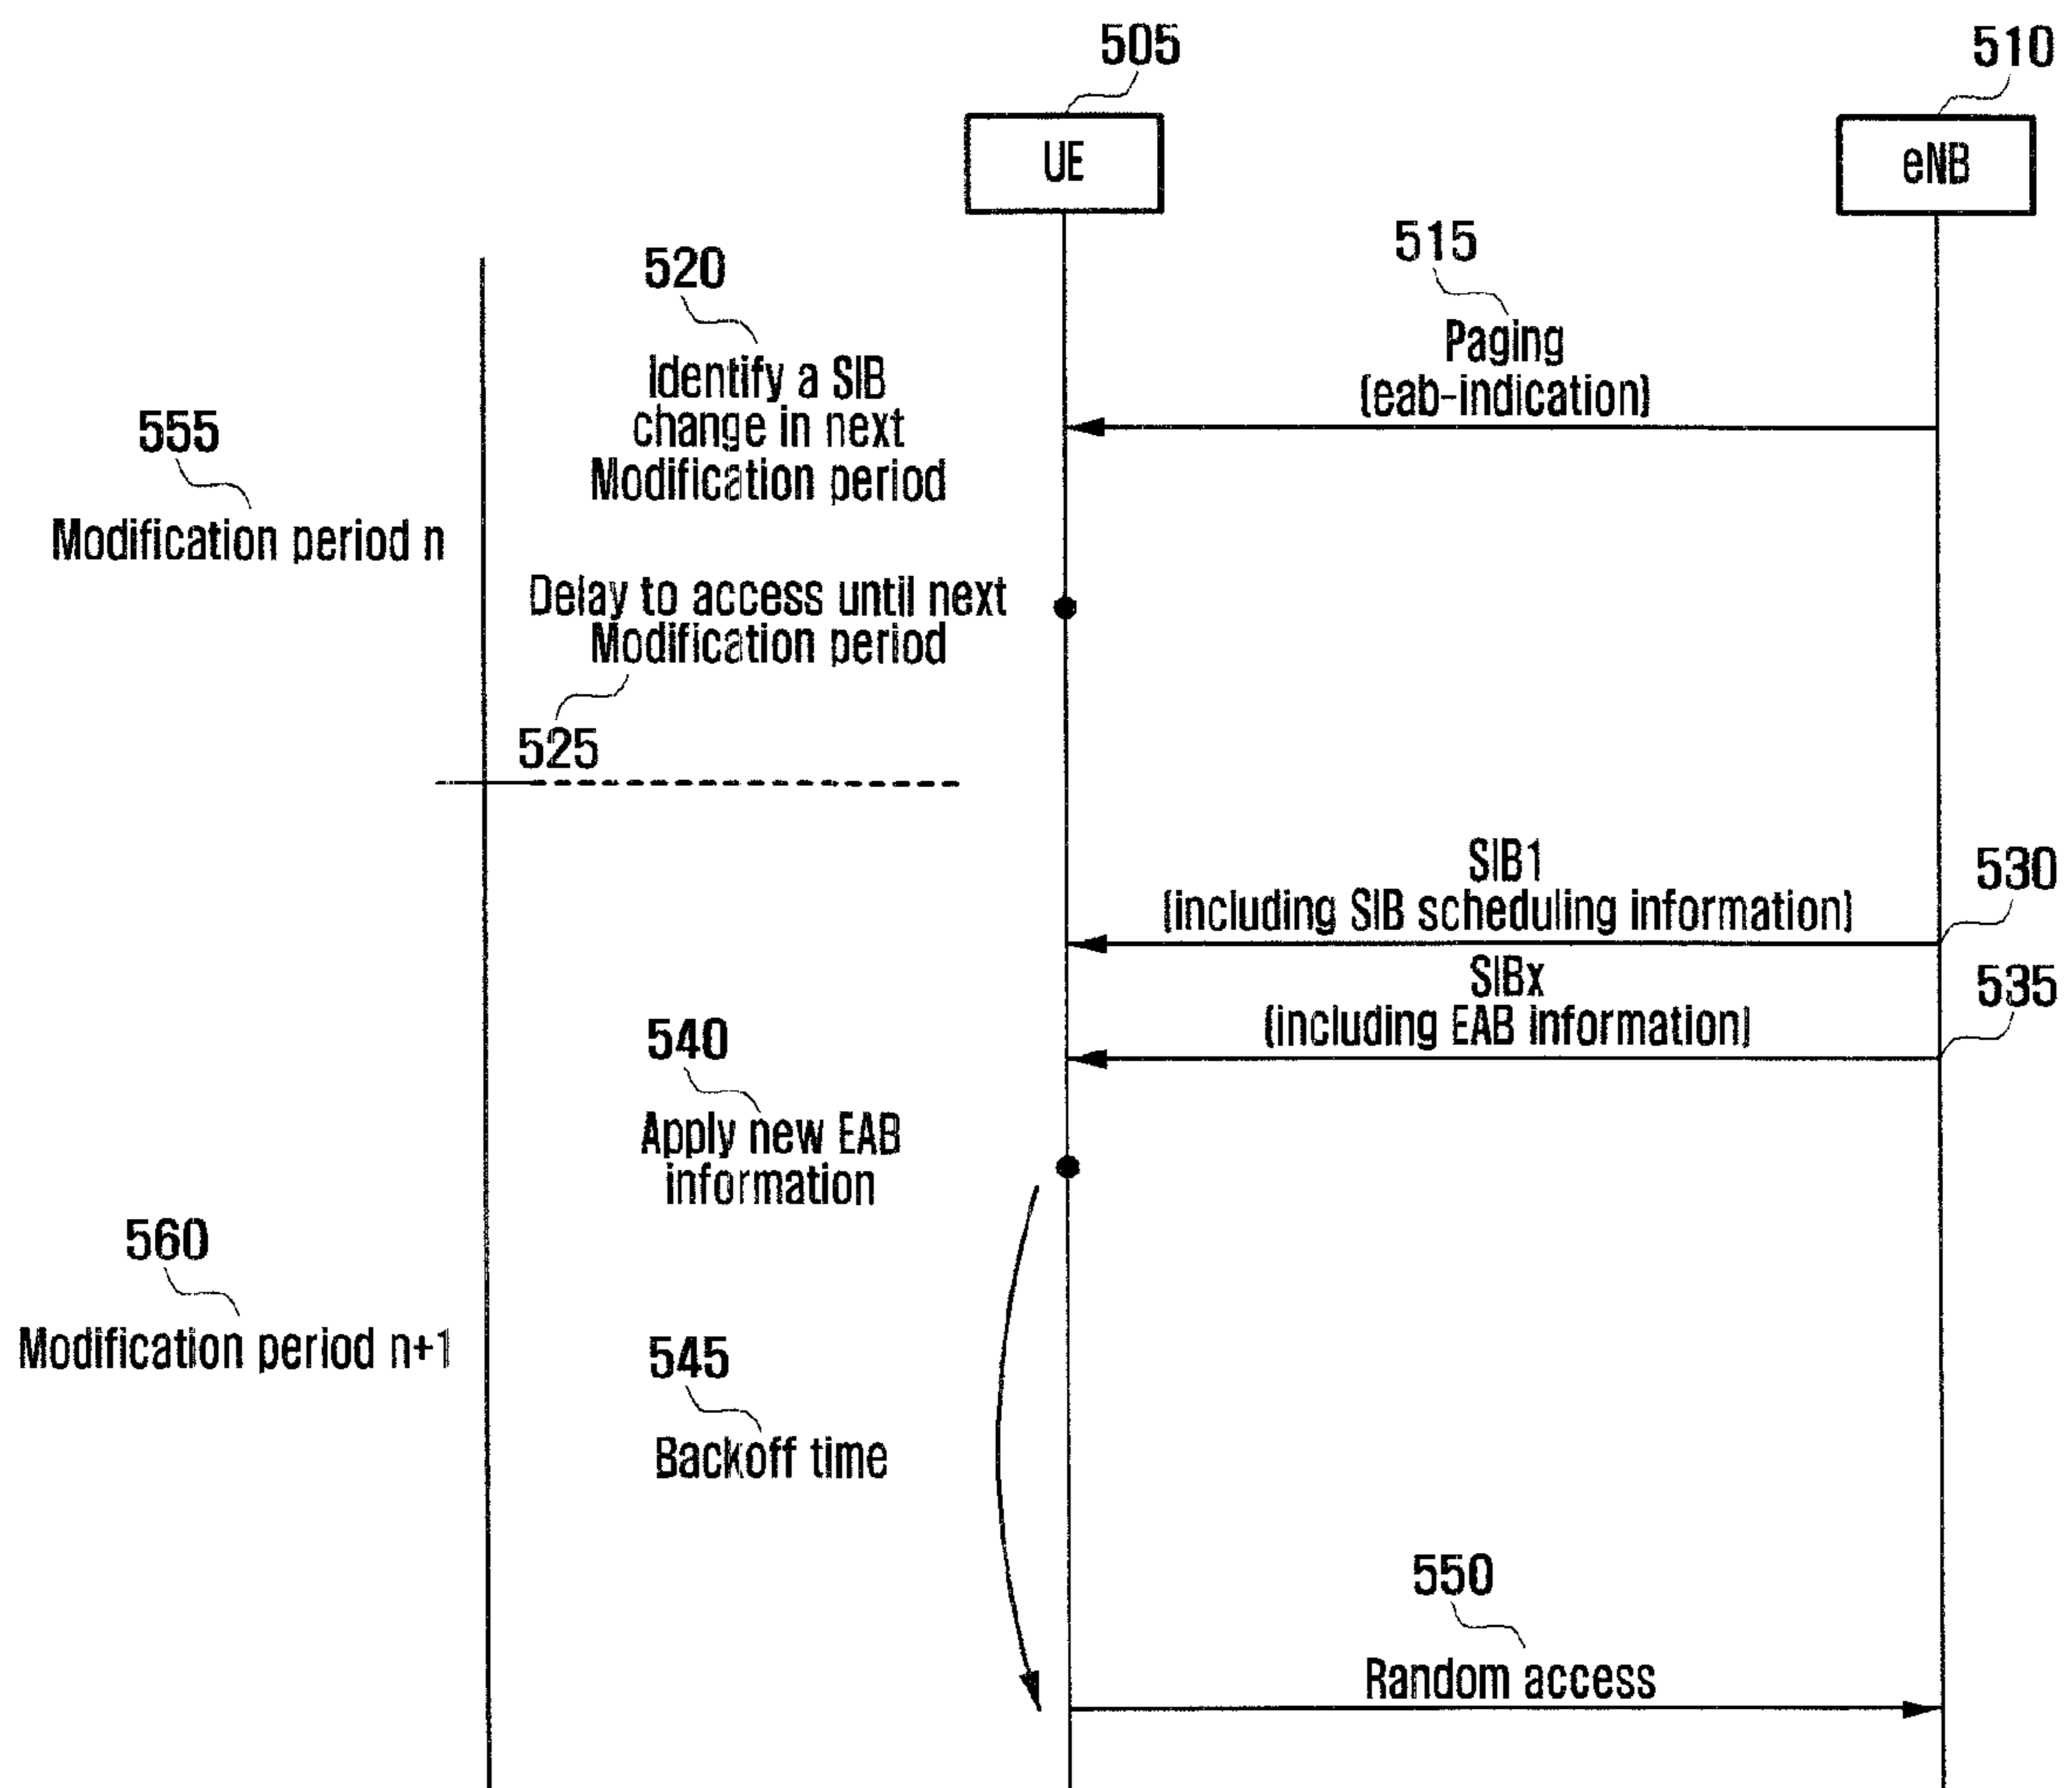 505
510
UE
eNB
515
Paging
(eab-indication)
520
Identify a SIB
change in next
Modification period
555
Modification period n
Delay to access until next
Modification period
525
SIB1
(including SIB scheduling information)
530
SIBx
(including EAB information)
535
540
Apply new EAB
information
560
Modification period n+1
545
Backoff time
550
Random access